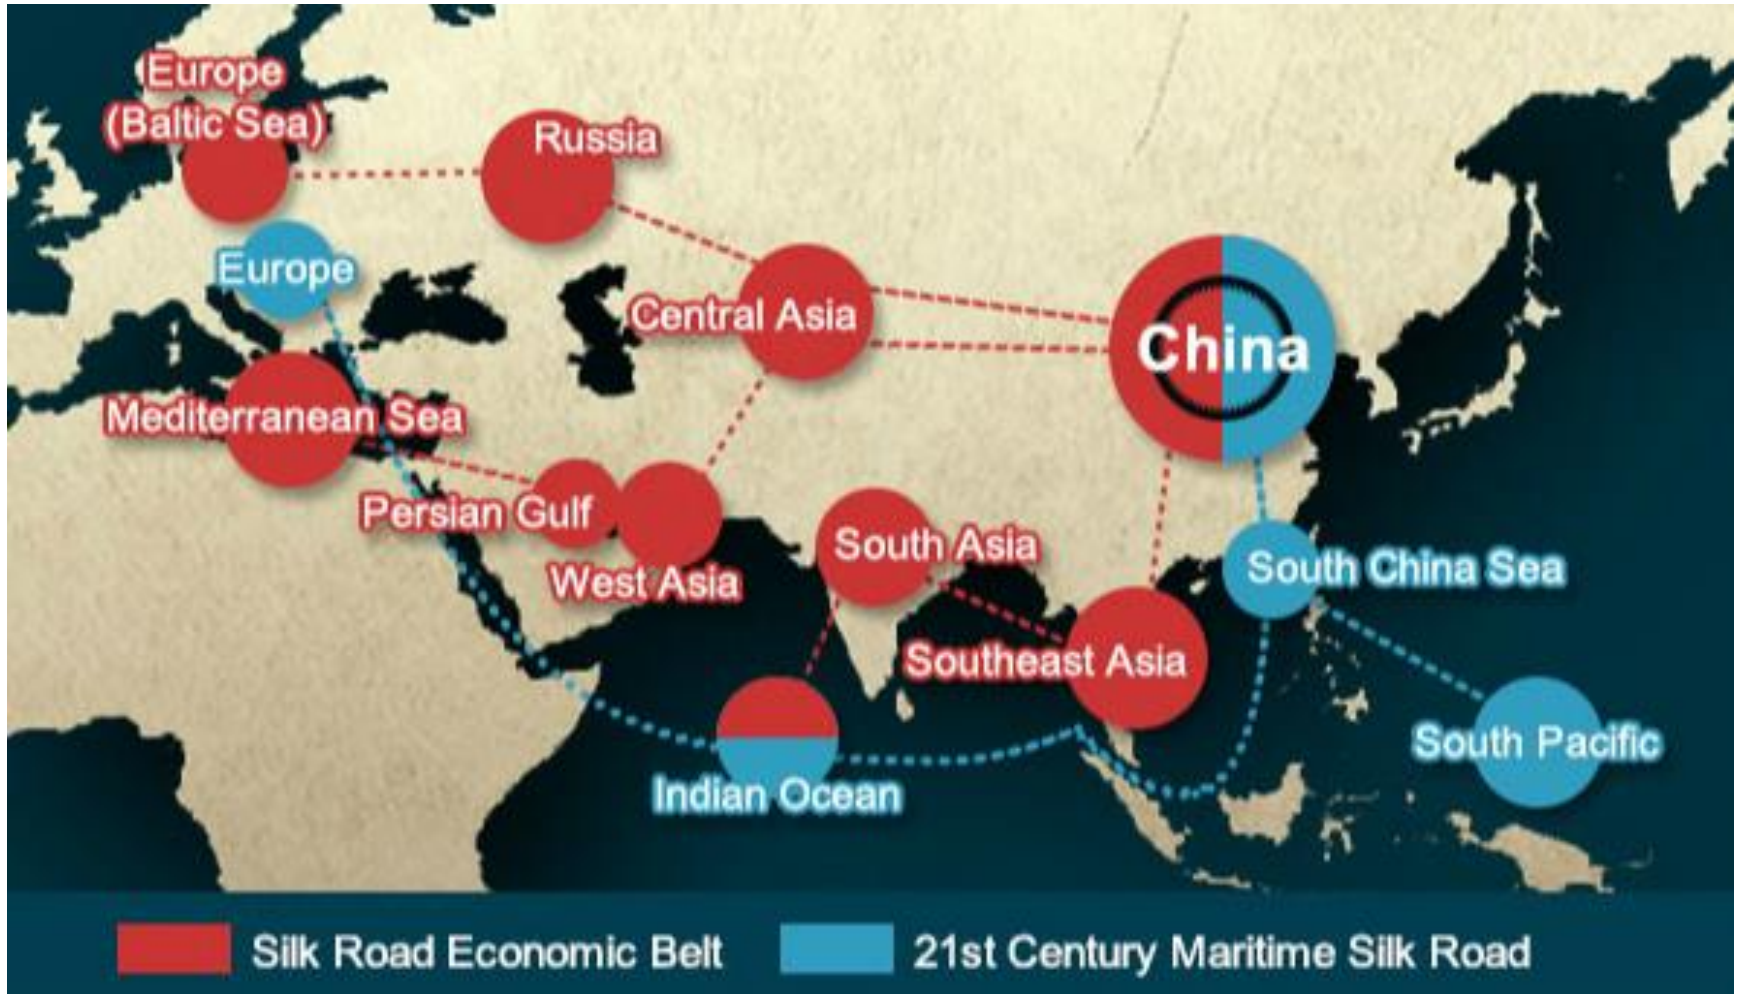 Europe
(Baltic Sea)
Russia
Europe
Central Asia
China
Mediterranean Sea
Persian Gulf
West Asia
South Asia
South China Sea
Southeast Asia
South Pacific
Indian Ocean
Silk Road Economic Belt
21st Century Maritime Silk Road